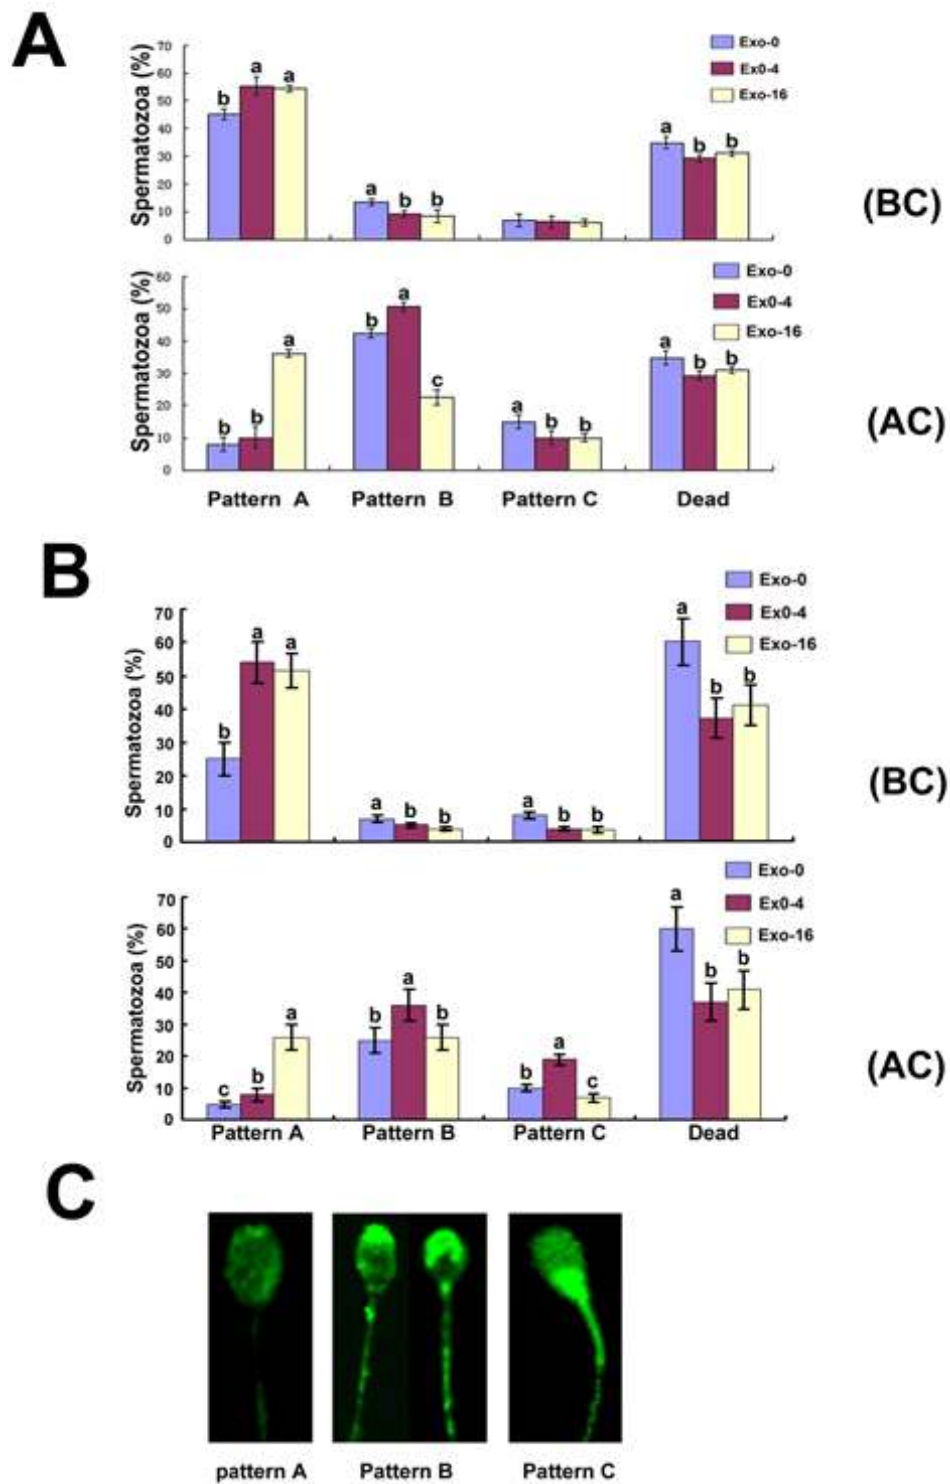 A
Spermatozoa (%)
70
60
50
40
30
20
10
0
b a a
a b b
a b b
Exo-0
Ex0-4
Exo-16
(BC)
Spermatozoa (%)
60
50
40
30
20
10
0
b b a
b a c
a b b
a b b
Exo-0
Ex0-4
Exo-16
(AC)
Pattern A Pattern B Pattern C Dead
B
Spermatozoa (%)
70
60
50
40
30
20
10
0
b a a
a b b
a b b
a b b
Exo-0
Ex0-4
Exo-16
(BC)
Spermatozoa (%)
70
60
50
40
30
20
10
0
c b a
b a b
b a c
a b b
Exo-0
Ex0-4
Exo-16
(AC)
Pattern A Pattern B Pattern C Dead
C
pattern A Pattern B Pattern C